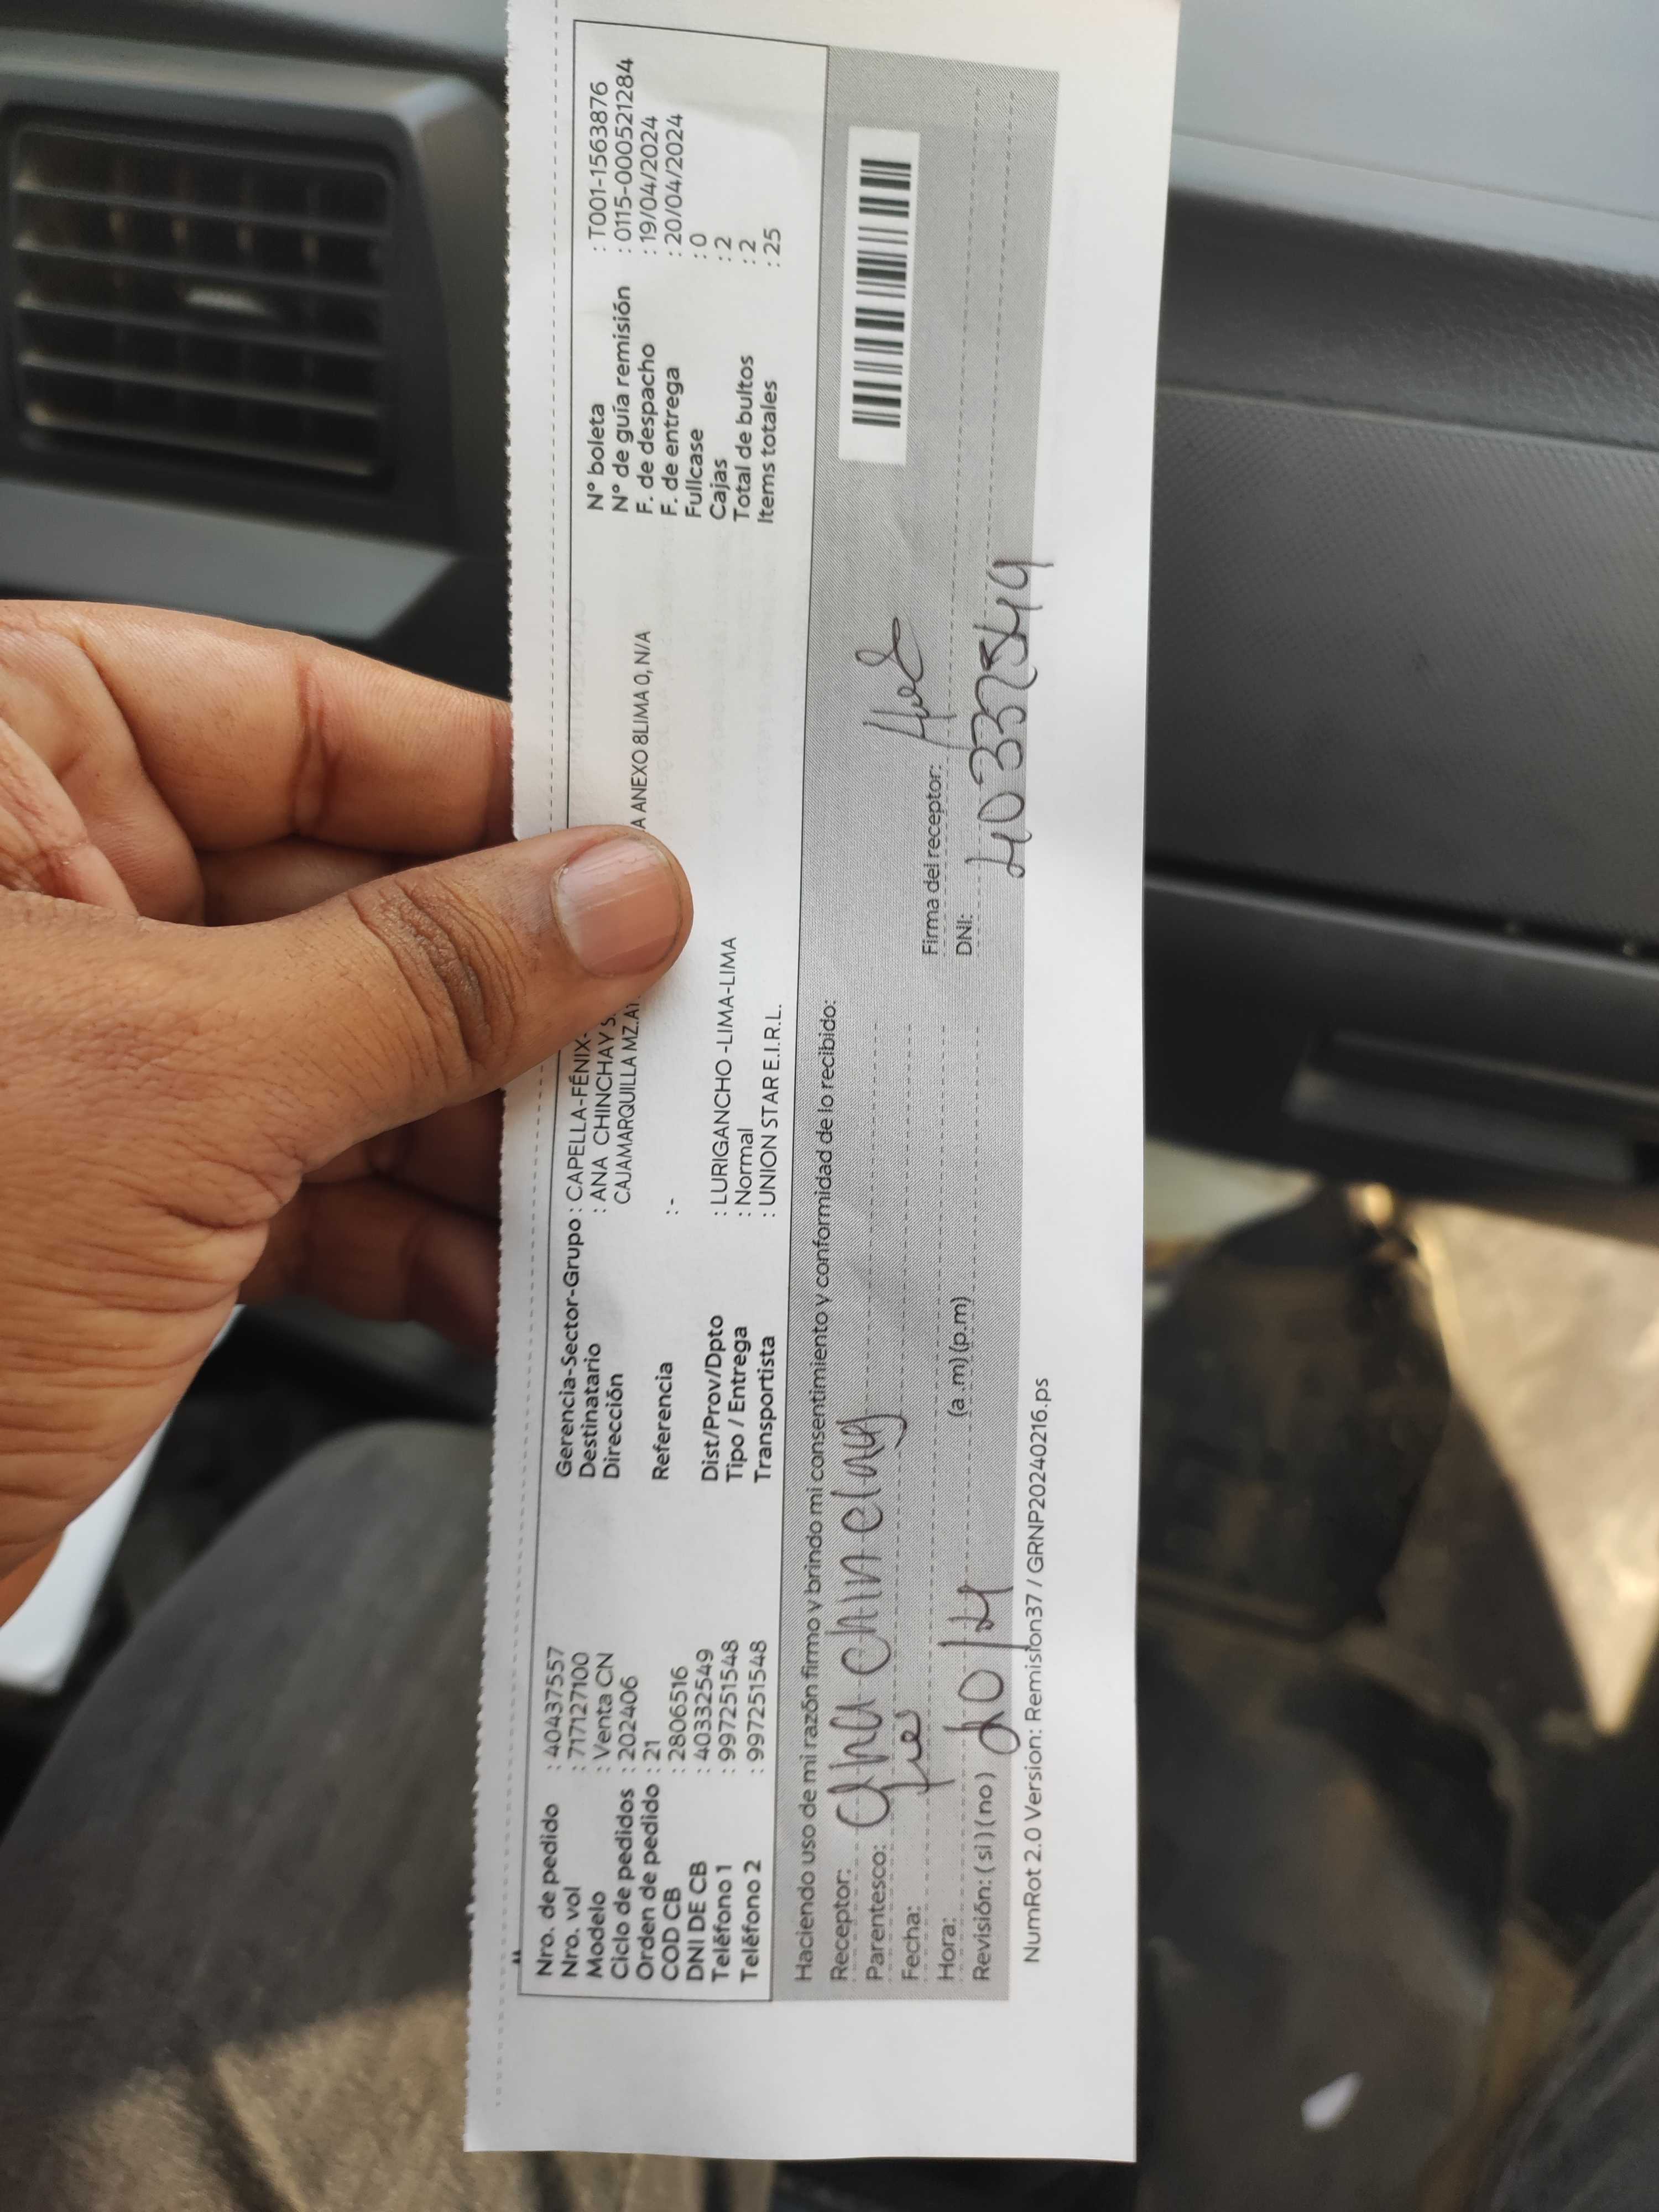 Nro. de pedido : 40437557
Nro. vol : 717127100
Modelo : Venta CN
Ciclo de pedidos : 202406
Orden de pedido : 21
COD CB : 2806516
DNI DE CB : 40332549
Teléfono 1 : 997251548
Teléfono 2 : 997251548
Gerencia-Sector-Grupo : CAPELLA-FÉNIX-
Destinatario : ANA CHINCHAY S
Dirección CAJAMARQUILLA MZ.A A ANEXO 8LIMA 0, N/A
Referencia : -
Dist/Prov/Dpto : LURIGANCHO -LIMA-LIMA
Tipo / Entrega : Normal
Transportista : UNION STAR E.I.R.L.
N° boleta : T001-1563876
N° de guía remisión : 0115-000521284
F. de despacho : 19/04/2024
F. de entrega : 20/04/2024
Fullcase : 0
Cajas : 2
Total de bultos : 2
Items totales : 25
Haciendo uso de mi razón firmo y brindo mi consentimiento y conformidad de lo recibido:
Receptor:
Parentesco:
Fecha:
Hora: 20/4 (a.m) (p.m)
Revisión: ( si ) ( no )
Firma del receptor:
DNI:
NumRot 2.0 Version: Remision37 / GRNP20240216.ps